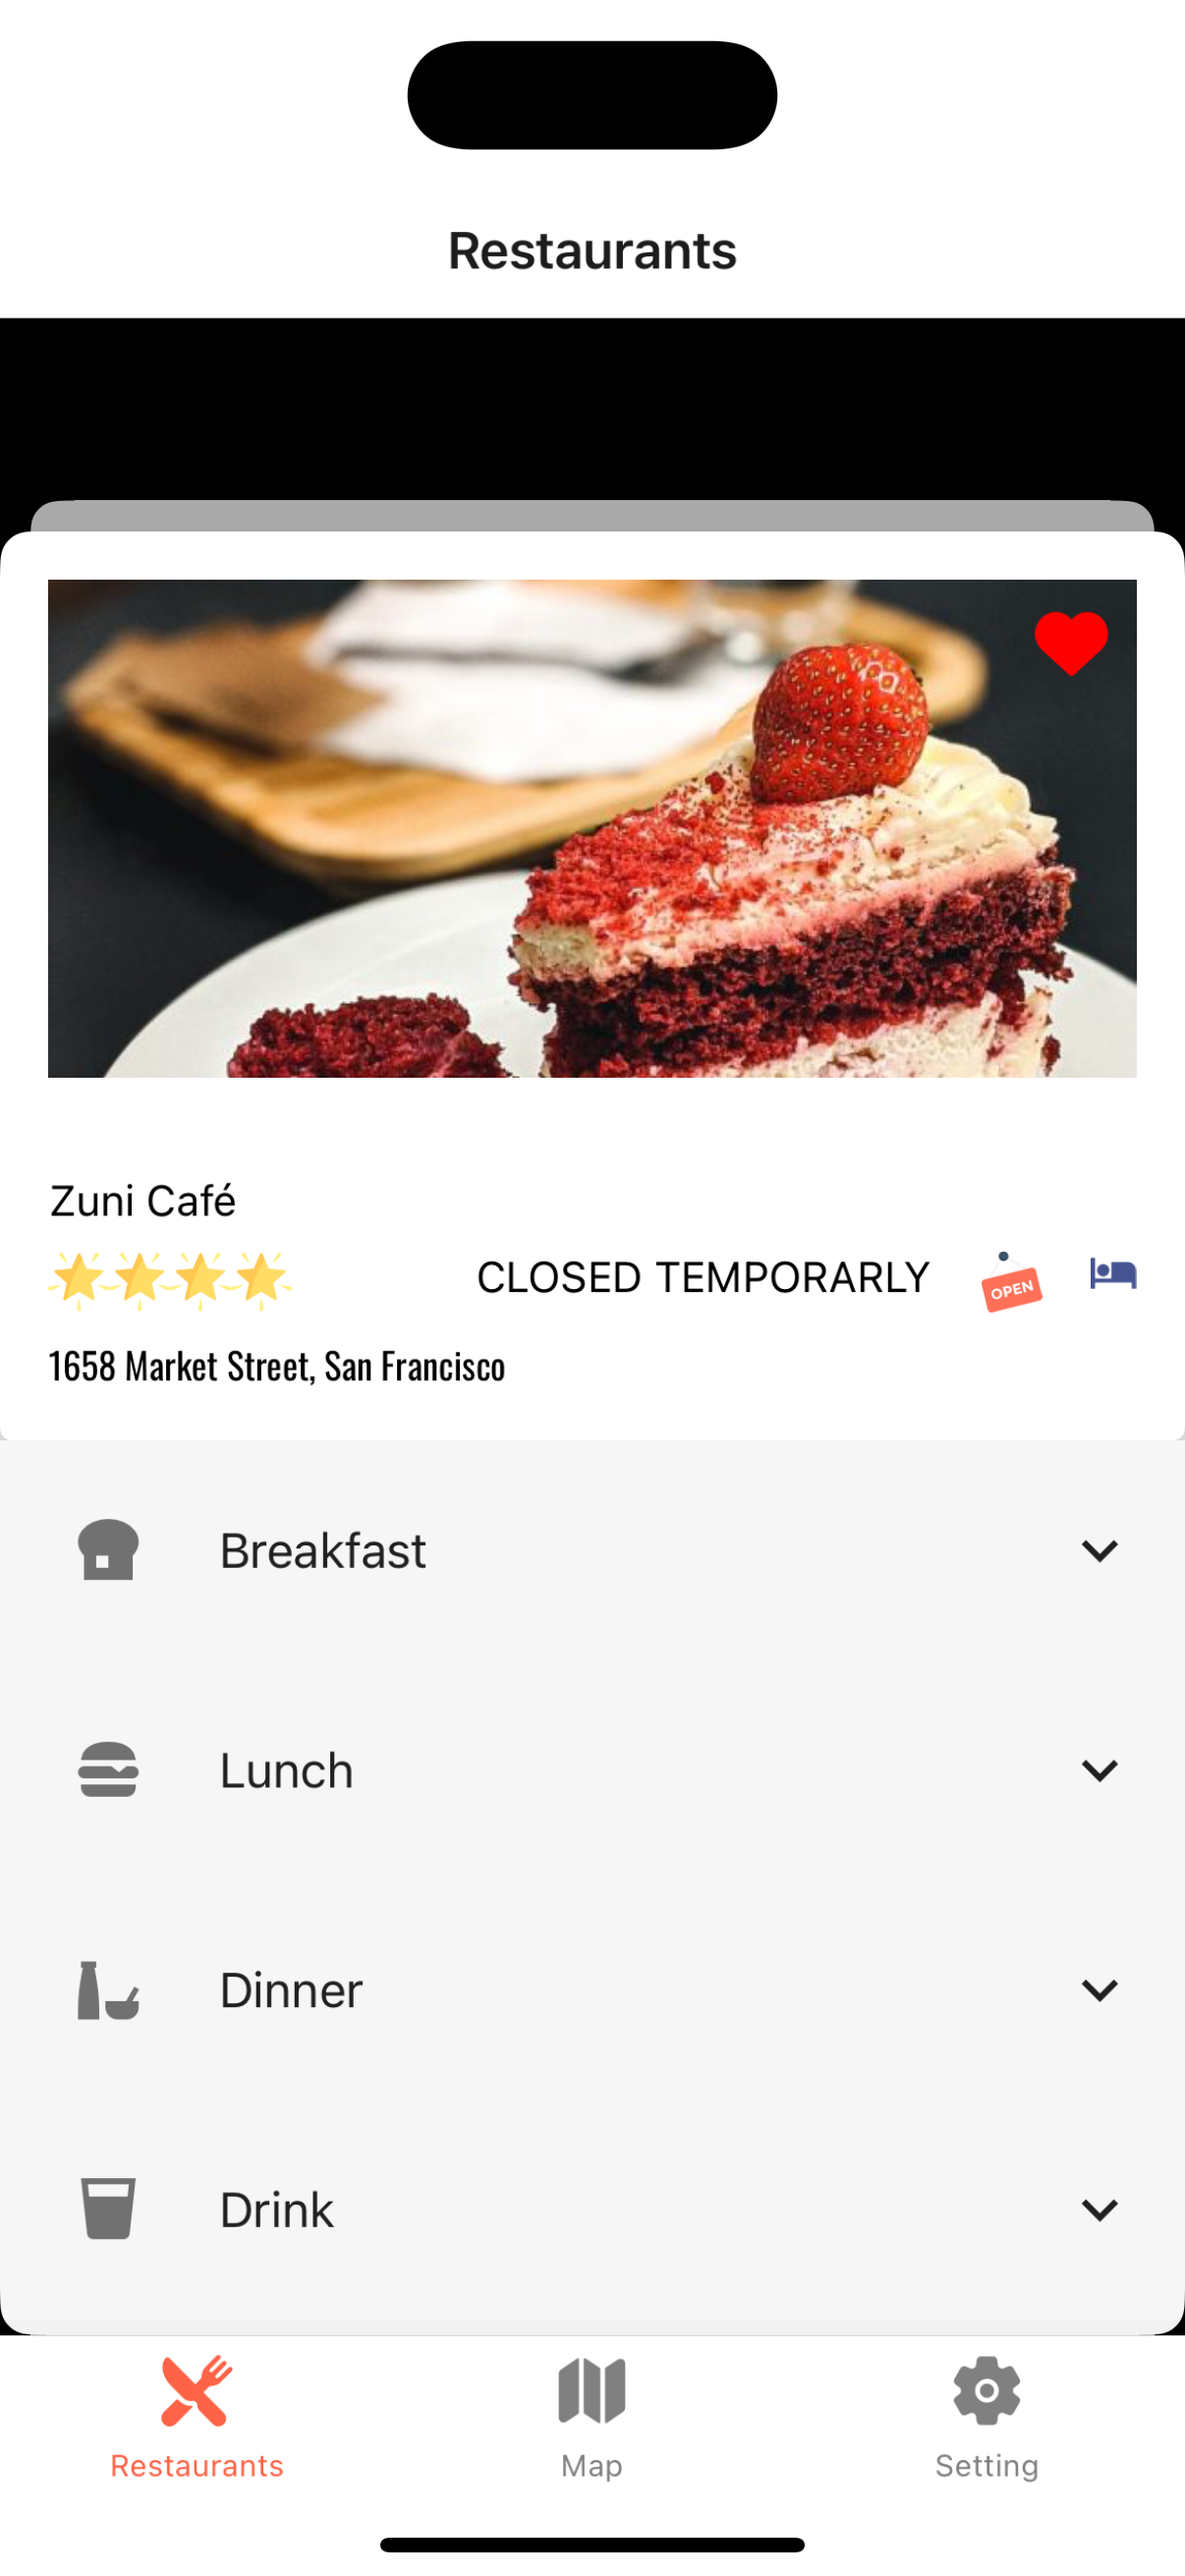 Restaurants
Zuni Café
CLOSED TEMPORARLY
OPEN
1658 Market Street, San Francisco
Breakfast
Lunch
Dinner
Drink
Restaurants
Map
Setting